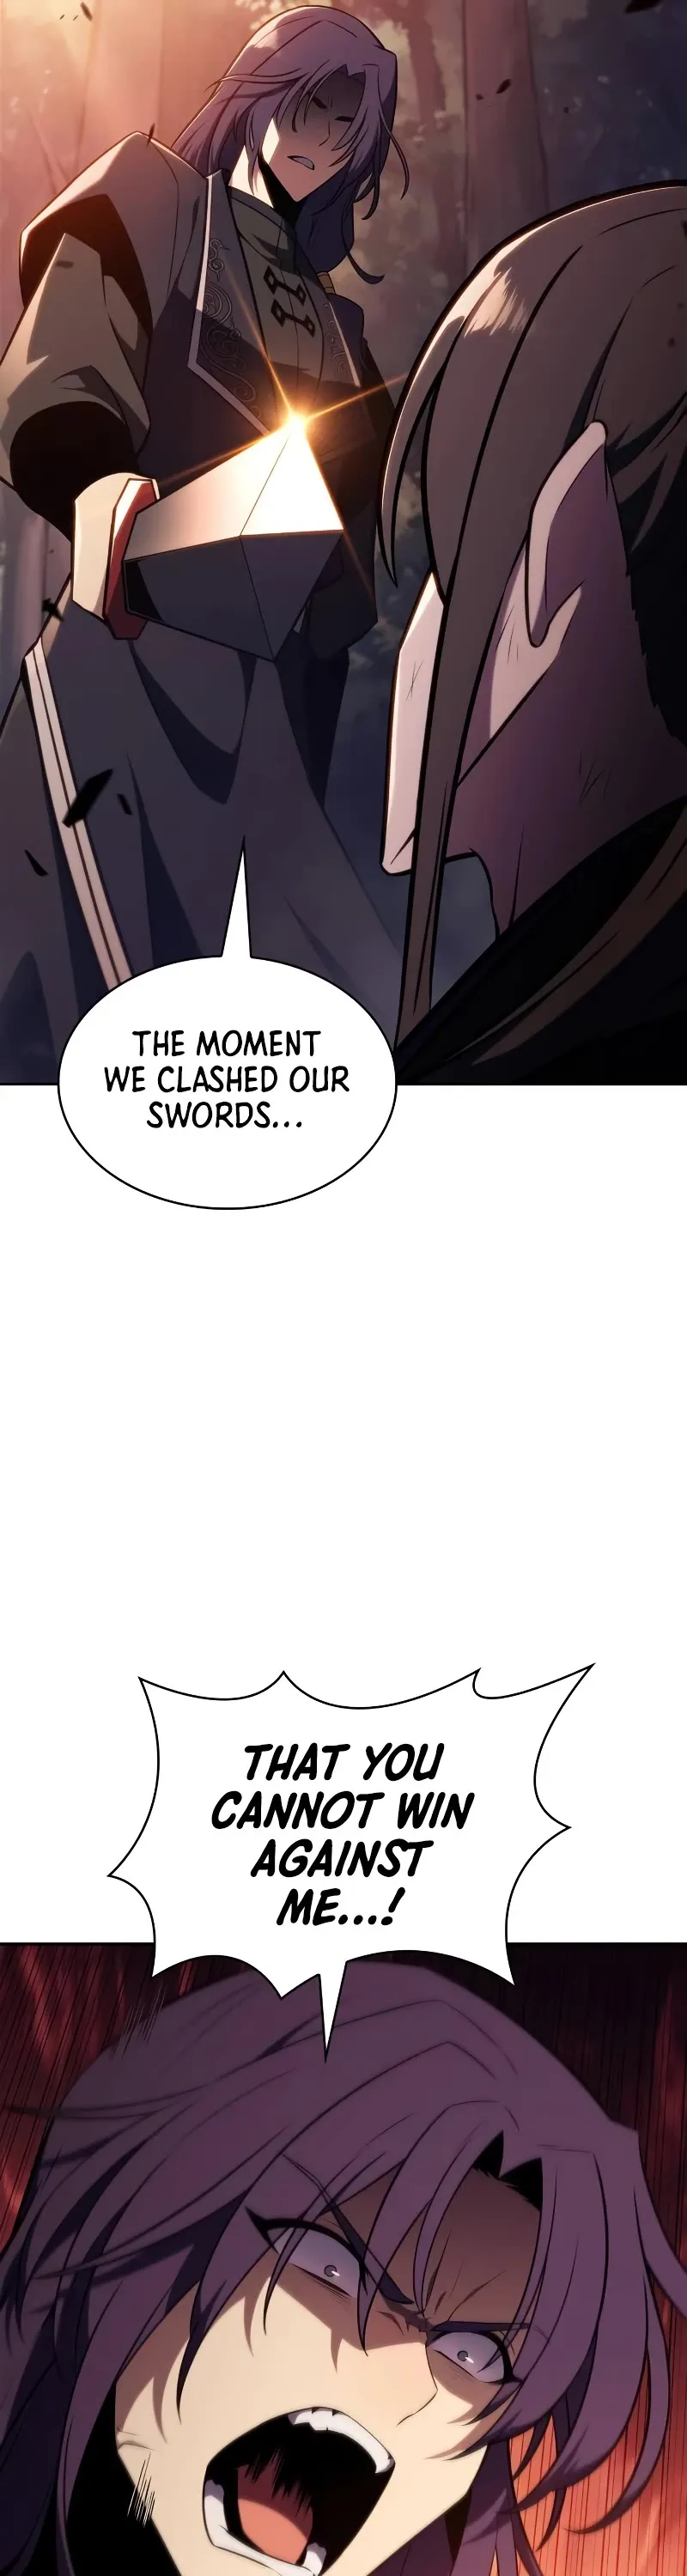 THE MOMENT
WE CLASHED OUR
SWORDS...
THAT YOU
CANNOT WIN
AGAINST
ME...!